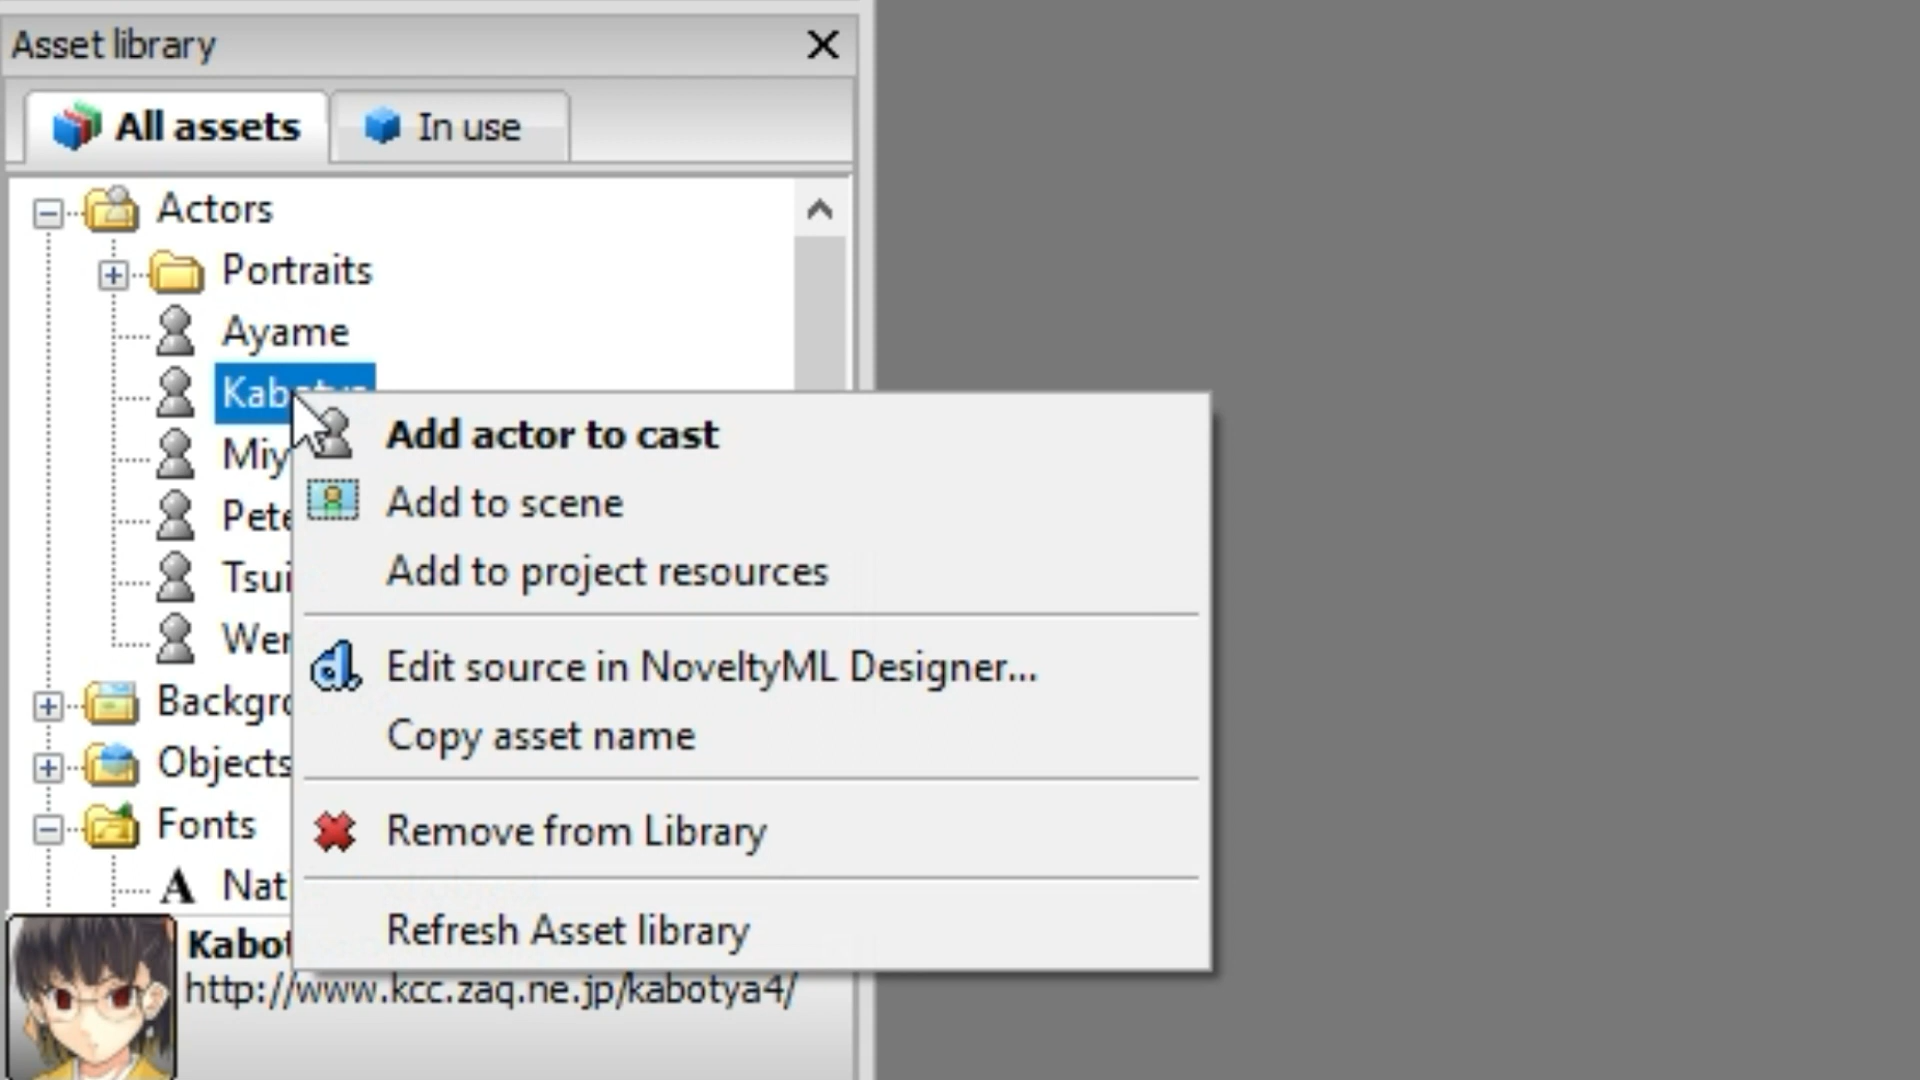 Asset library
All assets
In use
Actors
Portraits
Ayame
Kabotya
Add actor to cast
Add to scene
Add to project resources
Edit source in NoveltyML Designer...
Copy asset name
Objects
Remove from Library
Fonts
Refresh Asset library
http://www.kcc.zaq.ne.jp/kabotya4/